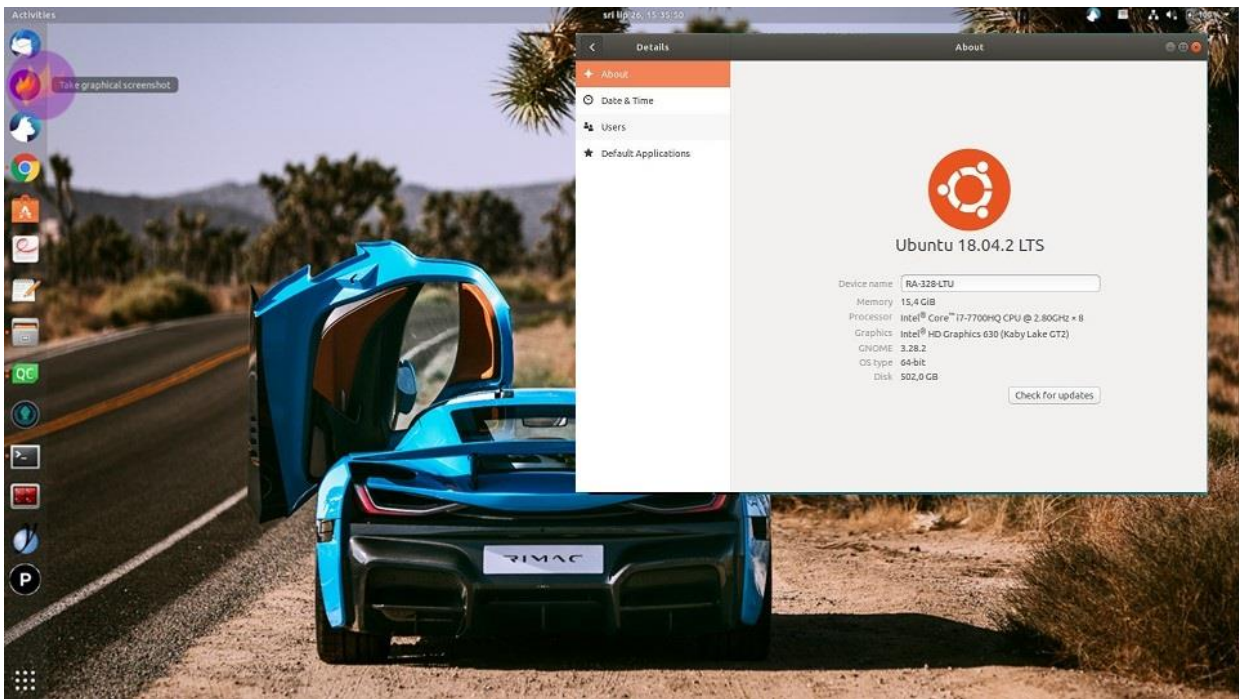 Activities
sri lip 26, 15:35:50
100%
Take graphical screenshot
Details
About
About
Date & Time
Users
Default Applications
Ubuntu 18.04.2 LTS
Device name RA-328-LTU
Memory 15,4 GiB
Processor Intel® Core™ i7-7700HQ CPU @ 2.80GHz × 8
Graphics Intel® HD Graphics 630 (Kaby Lake GT2)
GNOME 3.28.2
OS type 64-bit
Disk 502,0 GB
Check for updates
QC
P
RIMAC